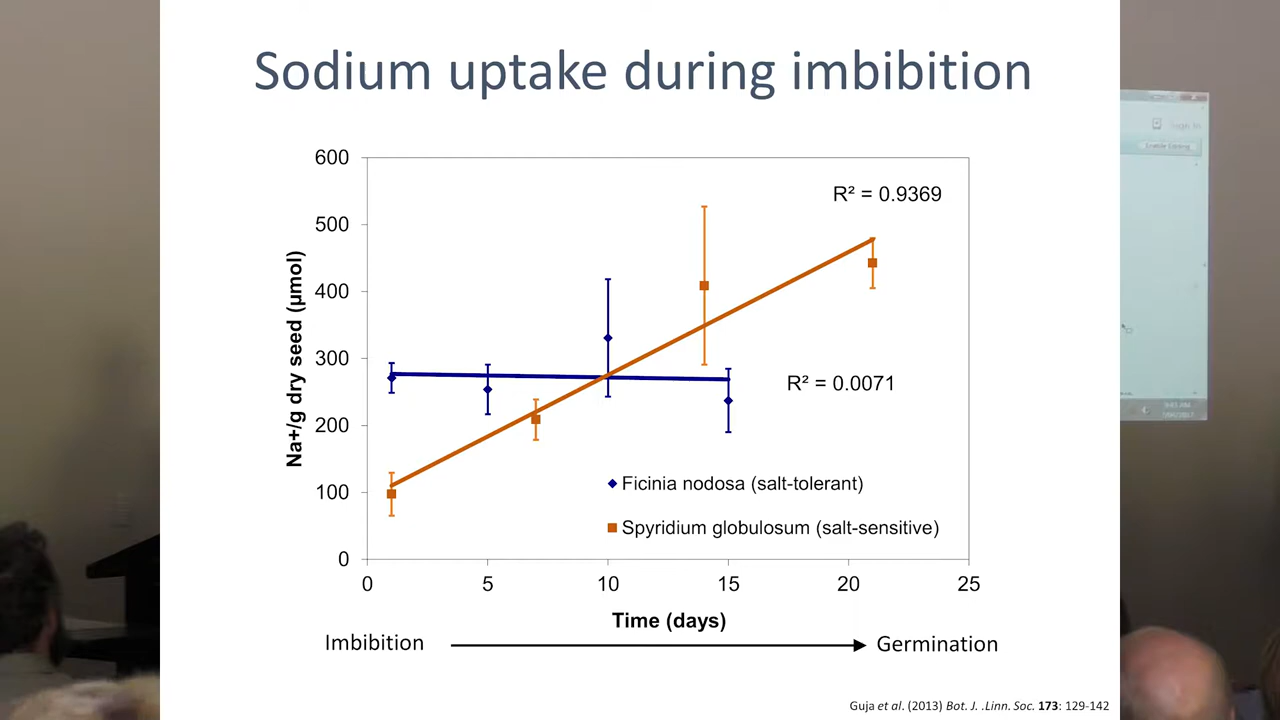 Sodium uptake during imbibition
600
500
400
300
200
100
0
Na+/g dry seed (µmol)
R² = 0.9369
R² = 0.0071
Ficinia nodosa (salt-tolerant)
Spyridium globulosum (salt-sensitive)
0 5 10 15 20 25
Time (days)
Imbibition Germination
Guja et al. (2013) Bot. J. .Linn. Soc. 173: 129-142